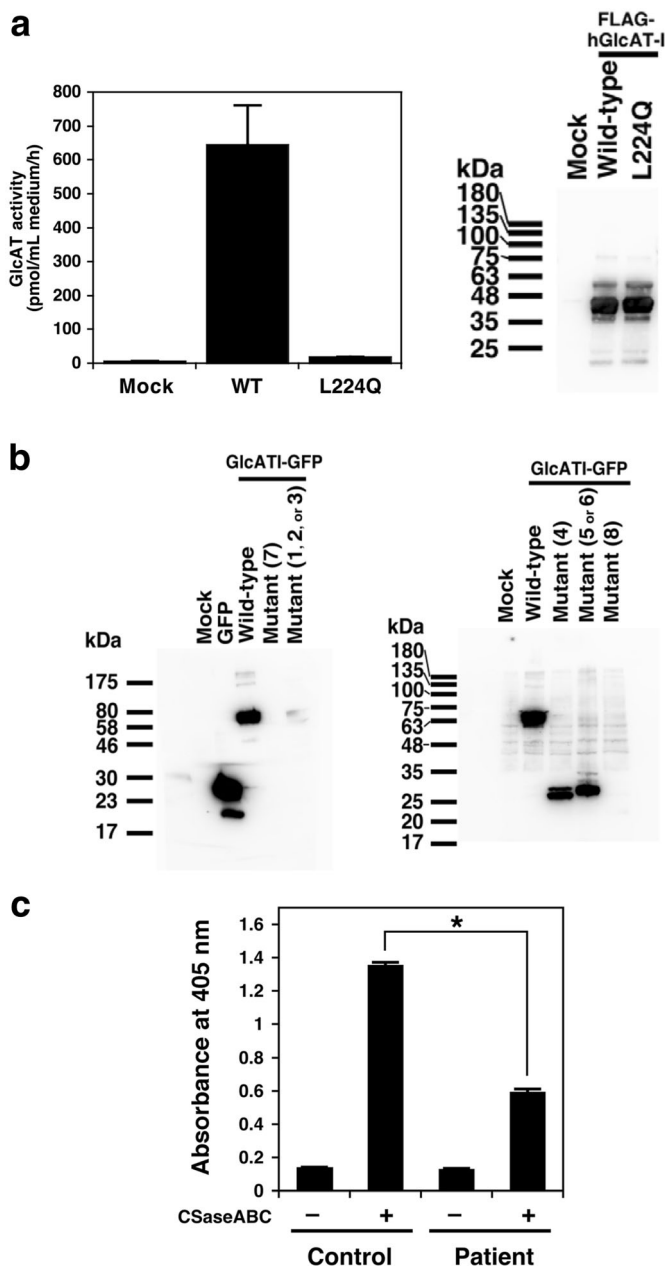 a
FLAG-
hGlcAT-I
Mock
Wild-type
L224Q
GlcAT activity
(pmol/mL medium/h)
800
700
600
500
400
300
200
100
0
Mock WT L224Q
kDa
180
135
100
75
63
48
35
25
b
GlcATI-GFP
Mock
GFP
Wild-type
Mutant (7)
Mutant (1, 2, or 3)
kDa
175
80
58
46
30
23
17
GlcATI-GFP
Mock
Wild-type
Mutant (4)
Mutant (5 or 6)
Mutant (8)
kDa
180
135
100
75
63
48
35
25
20
17
c
Absorbance at 405 nm
1.6
1.4
1.2
1
0.8
0.6
0.4
0.2
0
*
CSaseABC − + − +
Control Patient